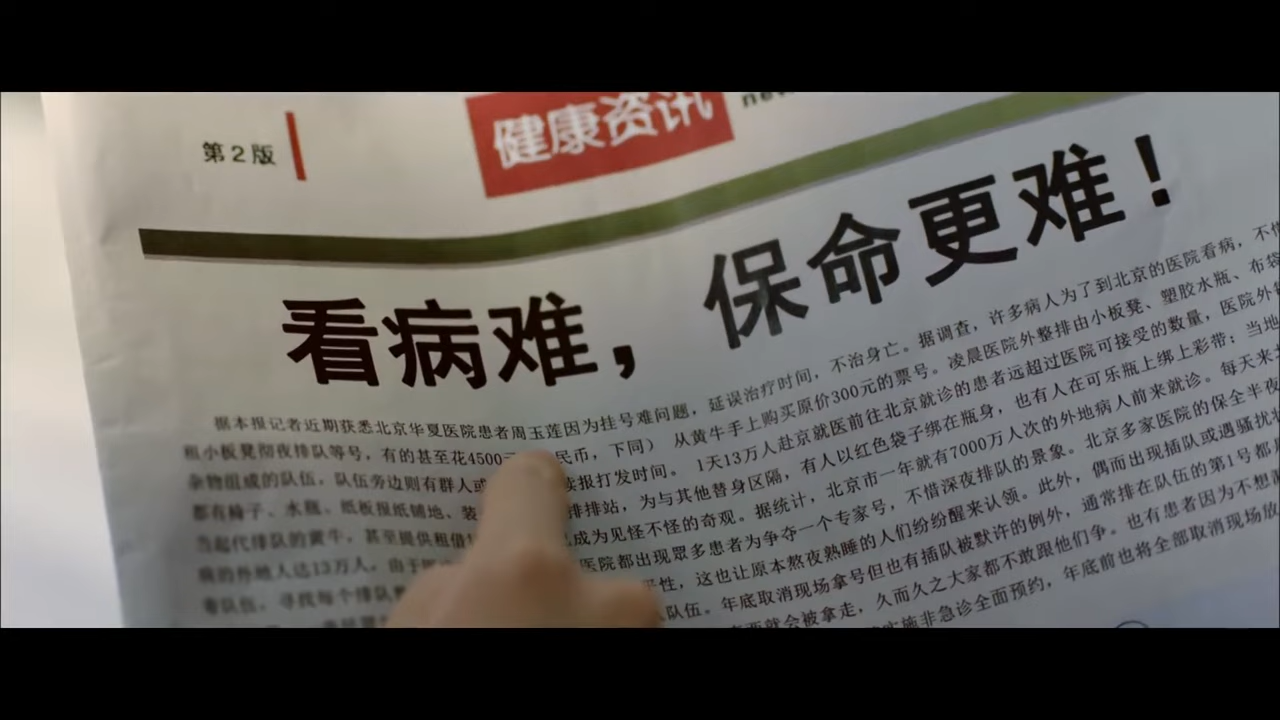 第2版
健康资讯
看病难，保命更难！
据本报记者近期获悉北京华夏医院患者周玉莲因为挂号难问题，延误治疗时间，不治身亡。据调查，许多病人为了到北京的医院看病，不惜
租小板凳彻夜排队等号，有的甚至花4500 民币，下同） 从黄牛手上购买原价300元的票号。凌晨医院外整排由小板凳、塑胶水瓶、布袋
杂物组成的队伍，队伍旁边则有群人 读报打发时间。 1天13万人赴京就医前往北京就诊的患者远超过医院可接受的数量，医院外
都有椅子、水瓶、纸板报纸铺地、装 排排站，为与其他替身区隔，有人以红色袋子绑在瓶身，也有人在可乐瓶上绑上彩带；当地
当起代排队的黄牛，甚至提供租借 成为见怪不怪的奇观。据统计，北京市一年就有7000万人次的外地病人前来就诊。每天来
病的外地人达13万人，由于 医院都出现众多患者为争夺一个专家号，不惜深夜排队的景象。北京多家医院的保全半夜
着队伍，寻找每个排队 性，这也让原本熬夜熟睡的人们纷纷醒来认领。此外，偶而出现插队或遇骚扰
队伍。年底取消现场拿号但也有插队被默许的例外，通常排在队伍的第1号都
就会被拿走，久而久之大家都不敢跟他们争。也有患者因为不想
施非急诊全面预约，年底前也将全部取消现场放